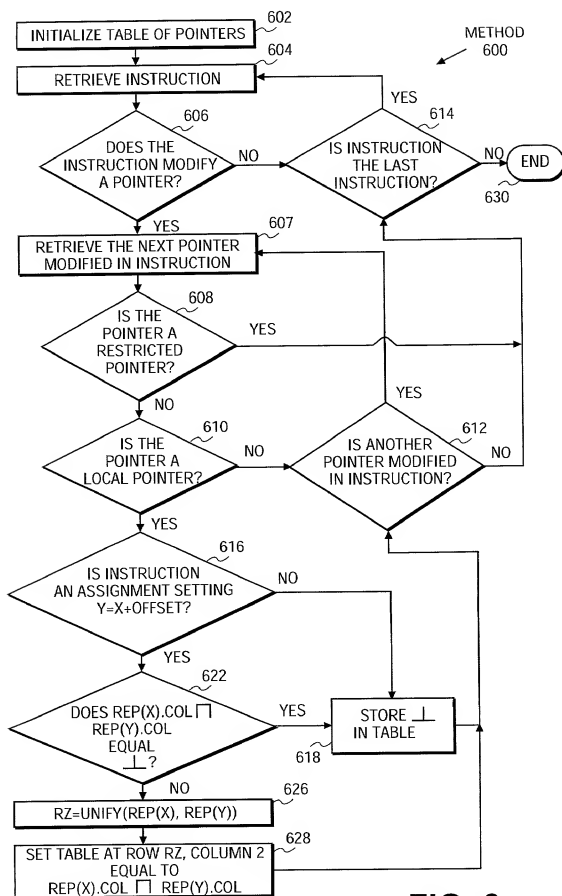 602
INITIALIZE TABLE OF POINTERS
604
METHOD
600
RETRIEVE INSTRUCTION
YES
606
614
DOES THE
INSTRUCTION MODIFY
A POINTER?
NO
IS INSTRUCTION
THE LAST
INSTRUCTION?
NO
END
630
YES
607
RETRIEVE THE NEXT POINTER
MODIFIED IN INSTRUCTION
608
IS THE
POINTER A
RESTRICTED
POINTER?
YES
NO
YES
610
612
IS THE
POINTER A
LOCAL POINTER?
NO
IS ANOTHER
POINTER MODIFIED
IN INSTRUCTION?
NO
YES
616
IS INSTRUCTION
AN ASSIGNMENT SETTING
Y=X+OFFSET?
NO
YES
622
DOES REP(X).COL ⊓
REP(Y).COL
EQUAL
⊥?
YES
STORE ⊥
IN TABLE
618
NO
626
RZ=UNIFY(REP(X), REP(Y))
628
SET TABLE AT ROW RZ, COLUMN 2
EQUAL TO
REP(X).COL ⊓ REP(Y).COL